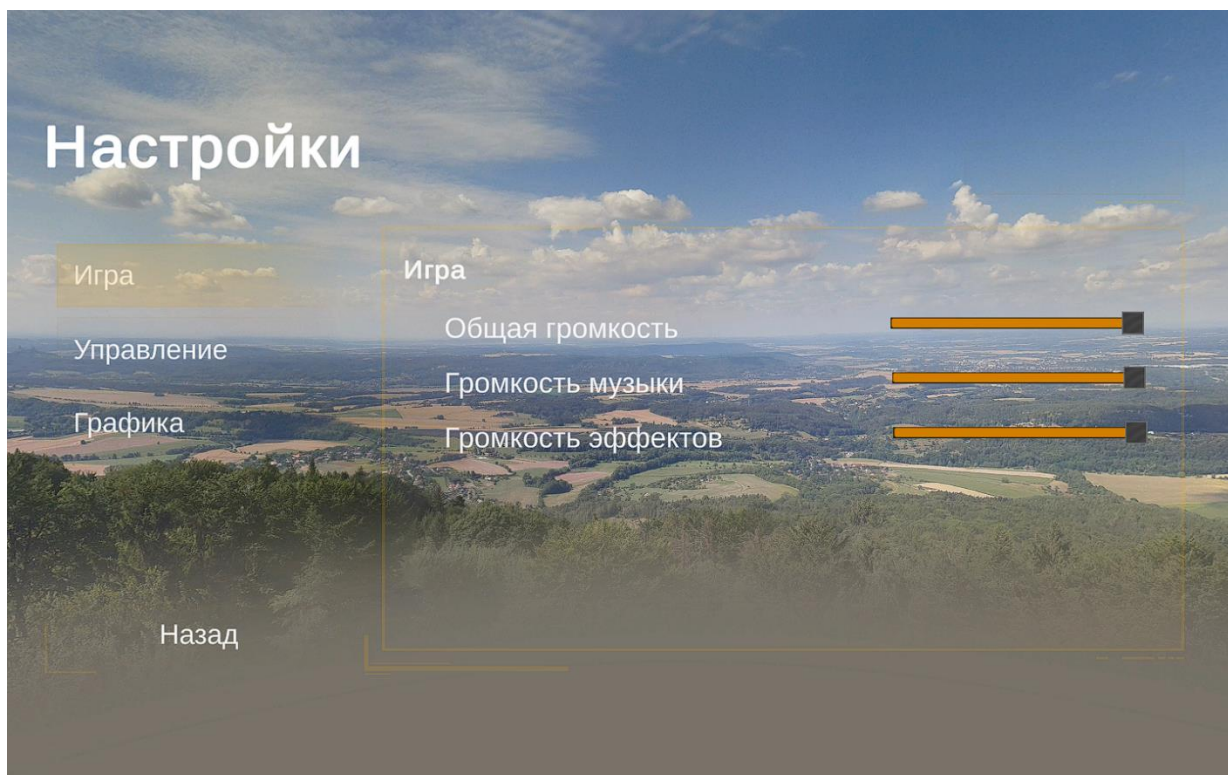 Настройки
Игра
Управление
Графика
Назад
Игра
Общая громкость
Громкость музыки
Громкость эффектов